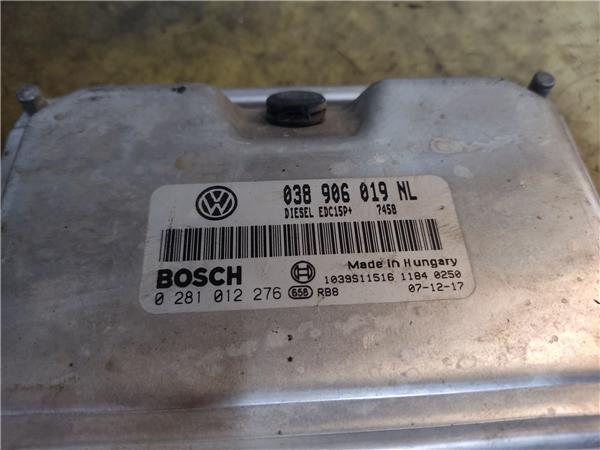 038 906 019 NL
DIESEL EDC15P+ 7458
Made in Hungary
BOSCH
1039S11516 1184 0250
0 281 012 276 658 RB8 07-12-17